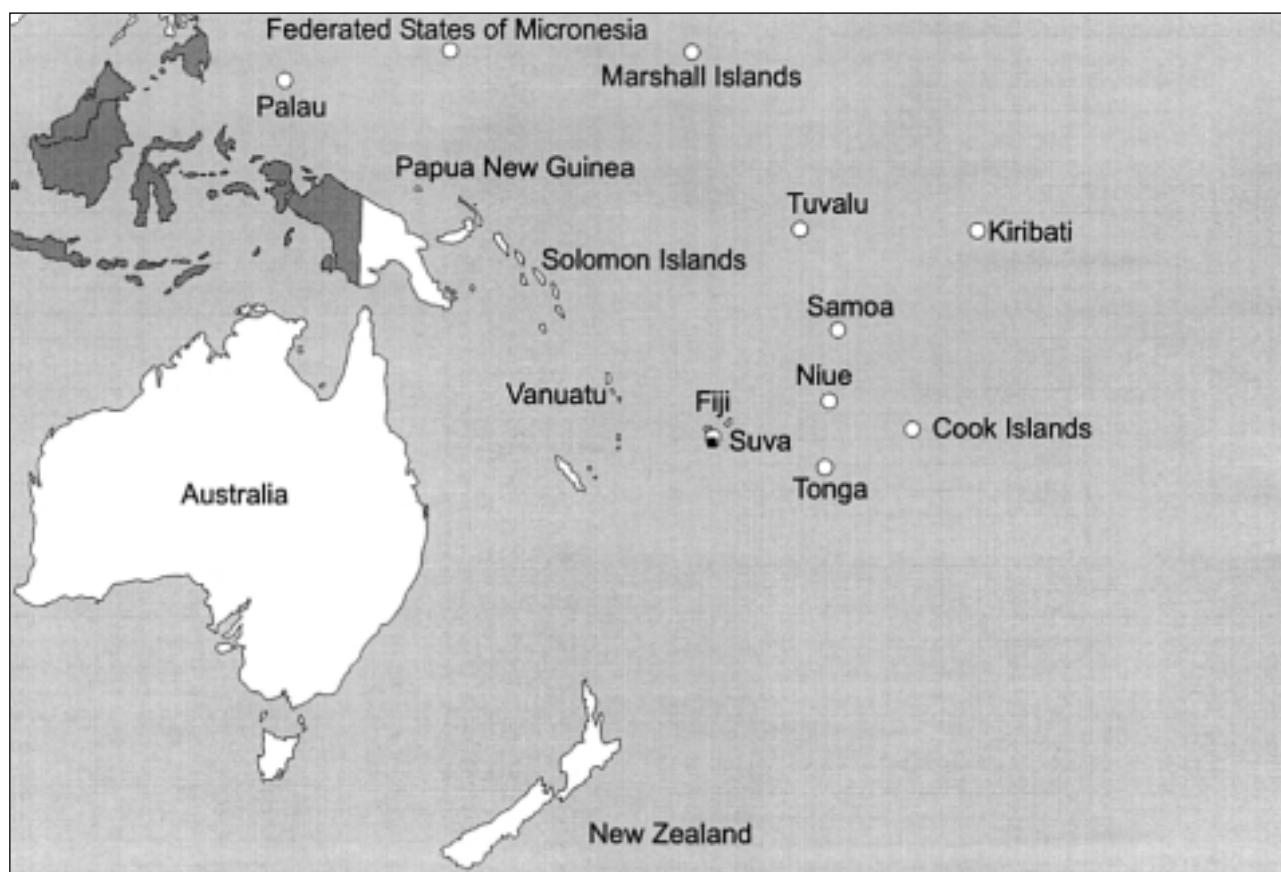 Federated States of Micronesia
Marshall Islands
Palau
Papua New Guinea
Tuvalu
Kiribati
Solomon Islands
Samoa
Niue
Vanuatu
Fiji
Suva
Cook Islands
Tonga
Australia
New Zealand